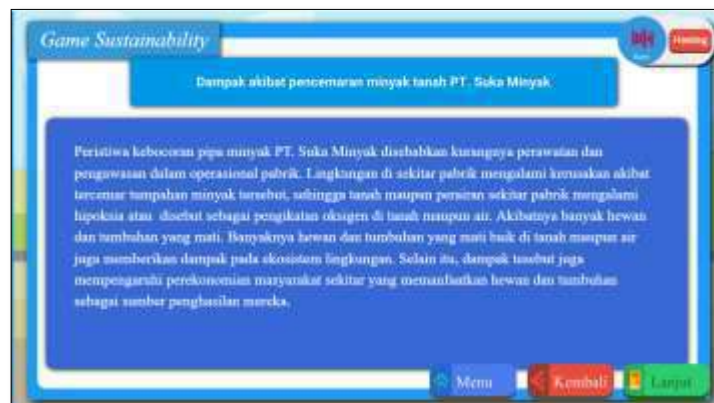 Game Sustainability
Dampak akibat pencemaran minyak tanah PT. Suka Minyak
Peristiwa kebocoran pipa minyak PT. Suka Minyak disebabkan kurangnya perawatan dan
pengawasan dalam operasional pabrik. Lingkungan di sekitar pabrik mengalami kerusakan akibat
tercemar tumpahan minyak tersebut, sehingga tanah maupun perairan sekitar pabrik mengalami
hipoksia atau disebut sebagai pengikatan oksigen di tanah maupun air. Akibatnya banyak hewan
dan tumbuhan yang mati. Banyaknya hewan dan tumbuhan yang mati baik di tanah maupun air
juga memberikan dampak pada ekosistem lingkungan. Selain itu, dampak tersebut juga
mempengaruhi perekonomian masyarakat sekitar yang memanfaatkan hewan dan tumbuhan
sebagai sumber penghasilan mereka.
Menu
Kembali
Lanjut